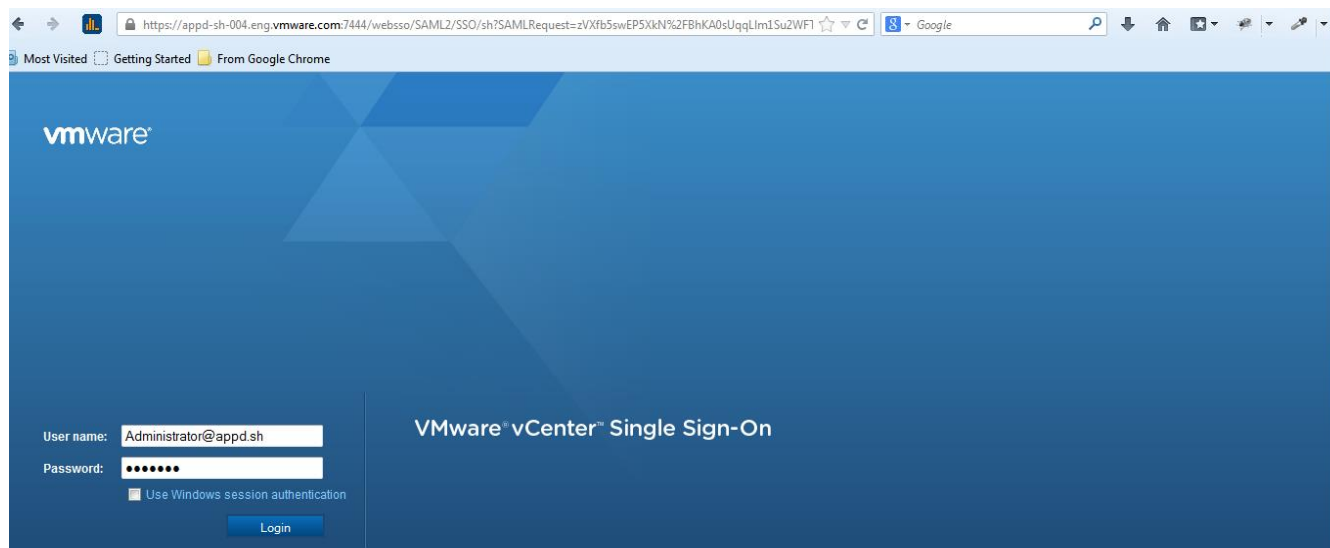 https://appd-sh-004.eng.vmware.com:7444/websso/SAML2/SSO/sh?SAMLRequest=zVXfb5swEP5XkN%2FBhKA0sUqqLIm1Su2WF1 Google
Most Visited Getting Started From Google Chrome
vmware®
VMware® vCenter™ Single Sign-On
User name: Administrator@appd.sh
Password: •••••••
Use Windows session authentication
Login